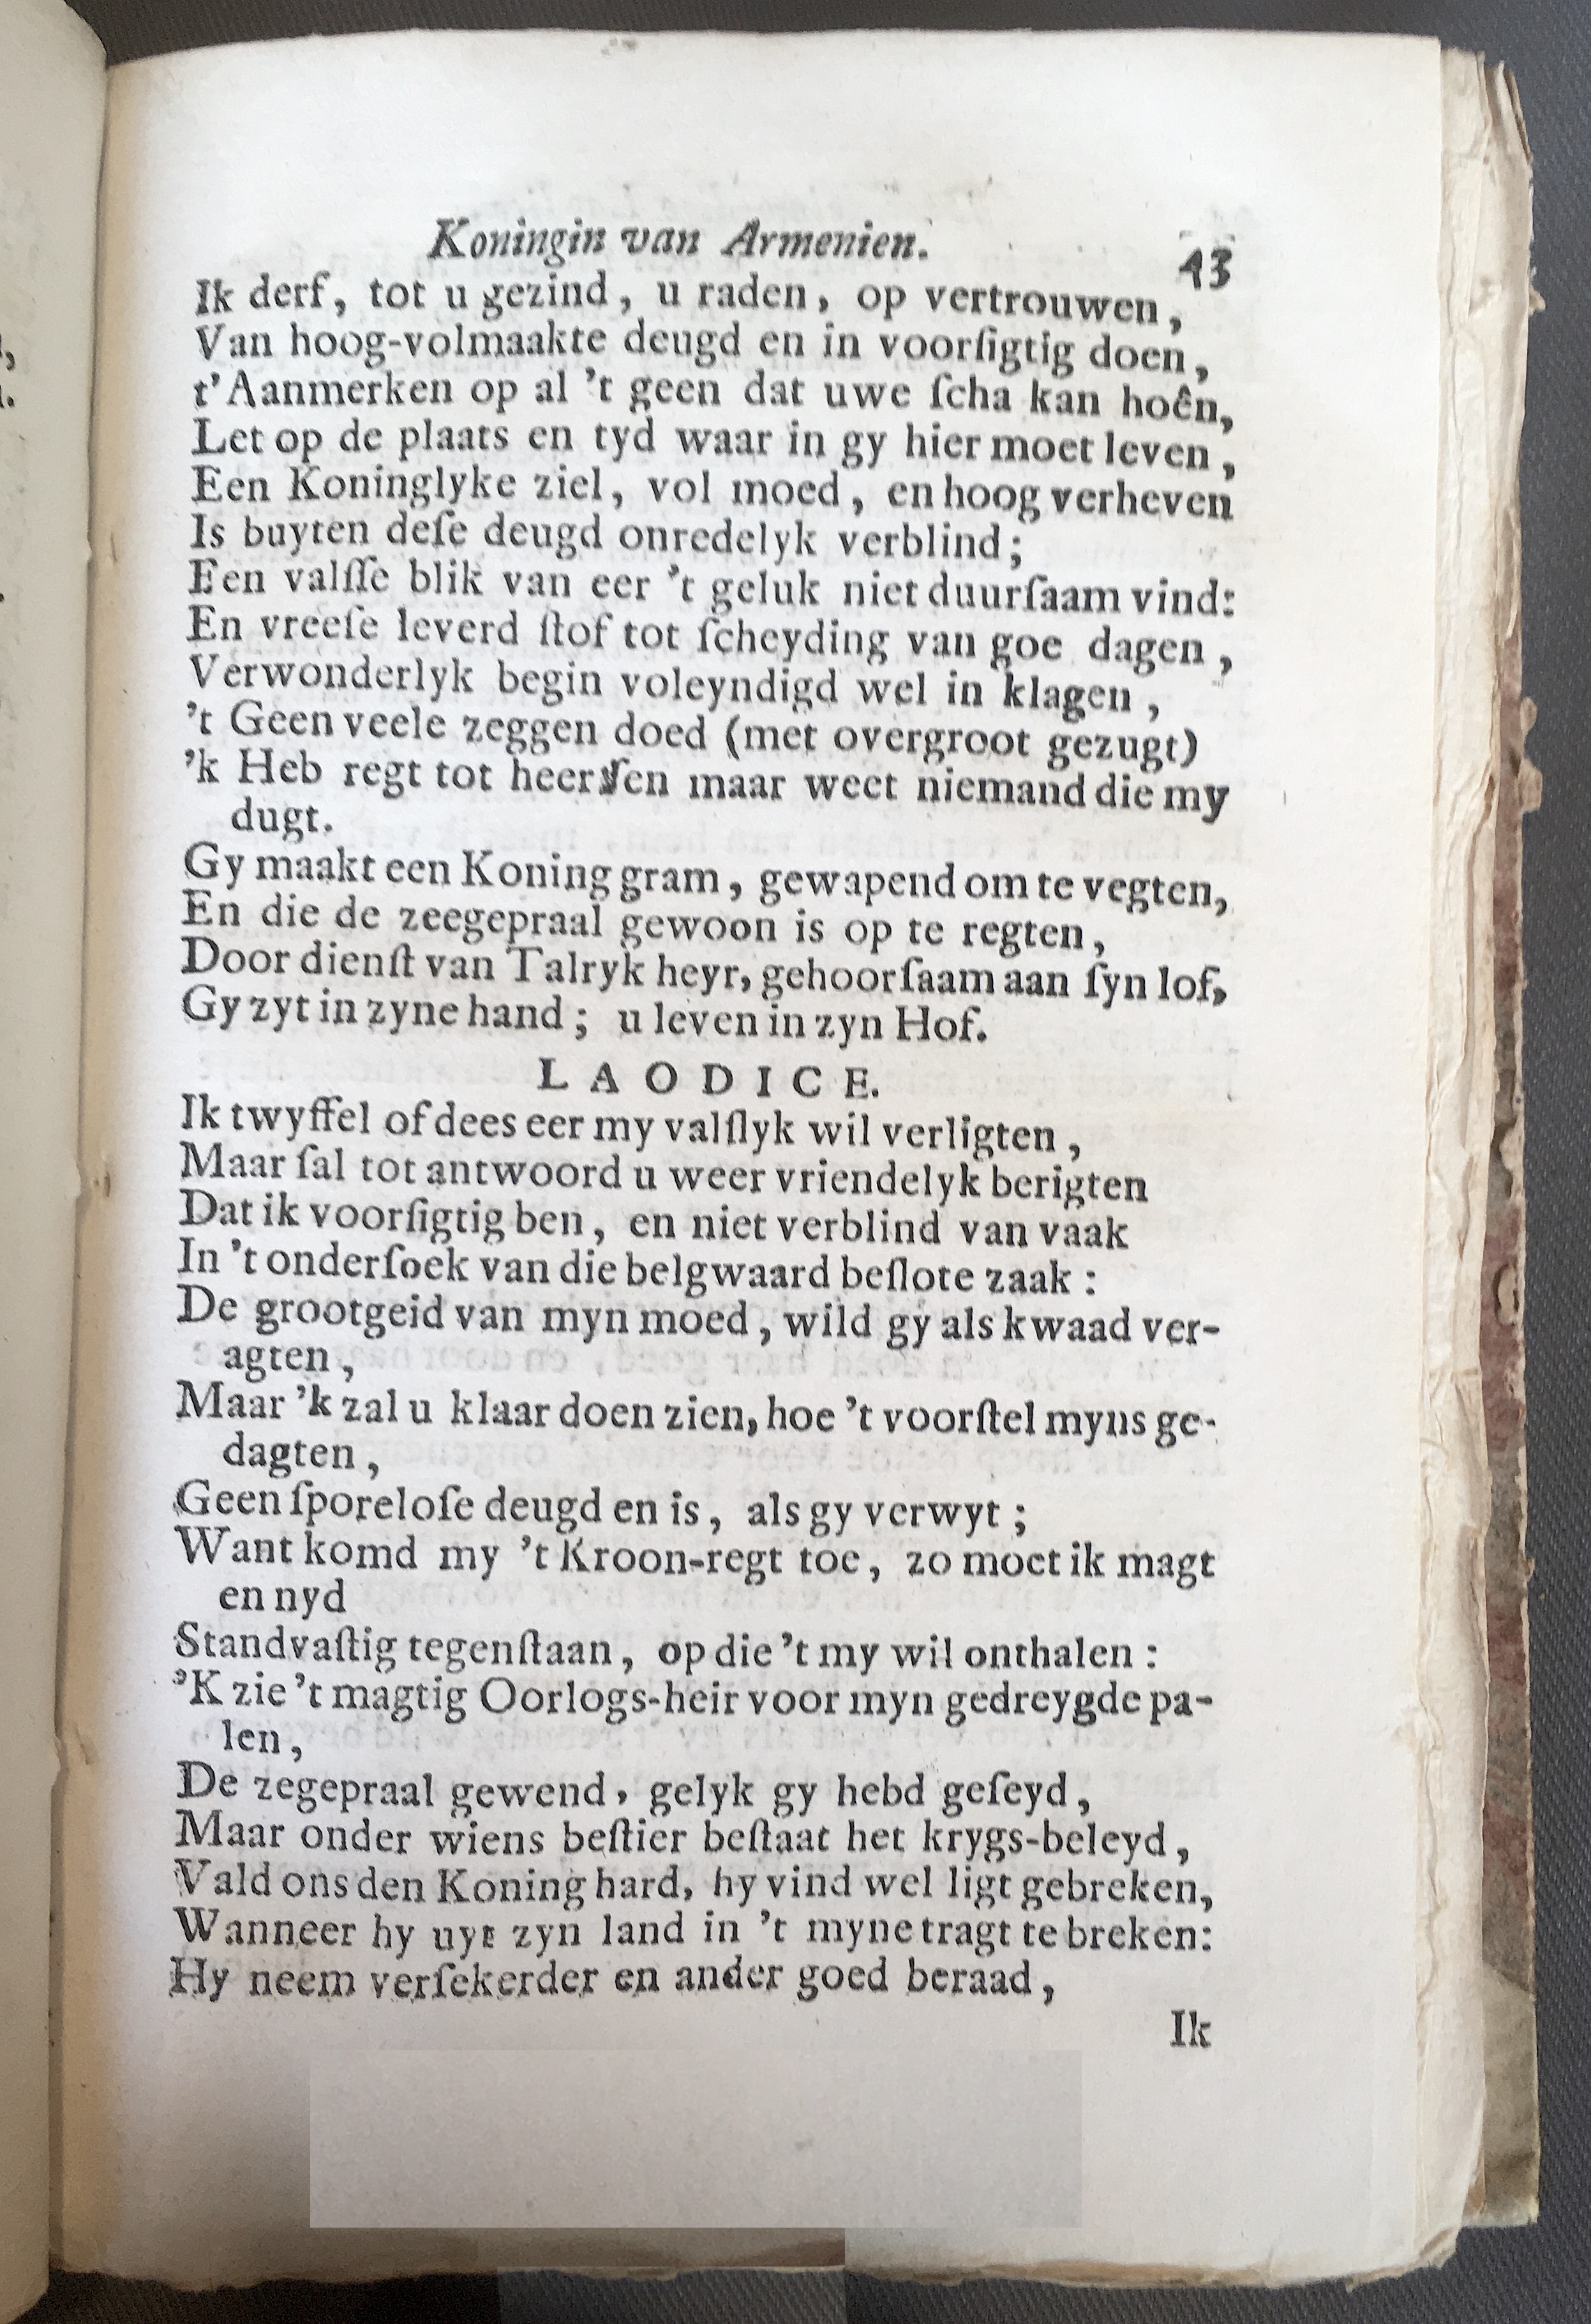 Koningin van Armenien.
13
Ik derf, tot u gezind, u raden, op vertrouwen,
Van hoog-volmaakte deugd en in voorſigtig doen,
t'Aanmerken op al 't geen dat uwe ſcha kan hoên,
Let op de plaats en tyd waar in gy hier moet leven,
Een Koninglyke ziel, vol moed, en hoog verheven
Is buyten deſe deugd onredelyk verblind;
Een valſſe blik van eer 't geluk niet duurſaam vind:
En vreeſe leverd ſtof tot ſcheyding van goe dagen,
Verwonderlyk begin voleyndigd wel in klagen,
't Geen veele zeggen doed (met overgroot gezugt)
'k Heb regt tot heerſſen maar weet niemand die my
dugt.
Gy maakt een Koning gram, gewapend om te vegten,
En die de zeegepraal gewoon is op te regten,
Door dienſt van Talryk heyr, gehoorſaam aan ſyn lof,
Gy zyt in zyne hand; u leven in zyn Hof.
LAODICE.
Ik twyffel of dees eer my valſlyk wil verligten,
Maar ſal tot antwoord u weer vriendelyk berigten
Dat ik voorſigtig ben, en niet verblind van vaak
In 't onderſoek van die belgwaard beſlote zaak:
De grootgeid van myn moed, wild gy als kwaad ver-
agten,
Maar 'k zal u klaar doen zien, hoe 't voorſtel myns ge-
dagten,
Geen ſporeloſe deugd en is, als gy verwyt;
Want komd my 't Kroon-regt toe, zo moet ik magt
en nyd
Standvaſtig tegenſtaan, op die 't my wil onthalen:
'K zie 't magtig Oorlogs-heir voor myn gedreygde pa-
len,
De zegepraal gewend, gelyk gy hebd geſeyd,
Maar onder wiens beſtier beſtaat het krygs-beleyd,
Vald ons den Koning hard, hy vind wel ligt gebreken,
Wanneer hy uyt zyn land in 't myne tragt te breken:
Hy neem verſekerder en ander goed beraad,
Ik